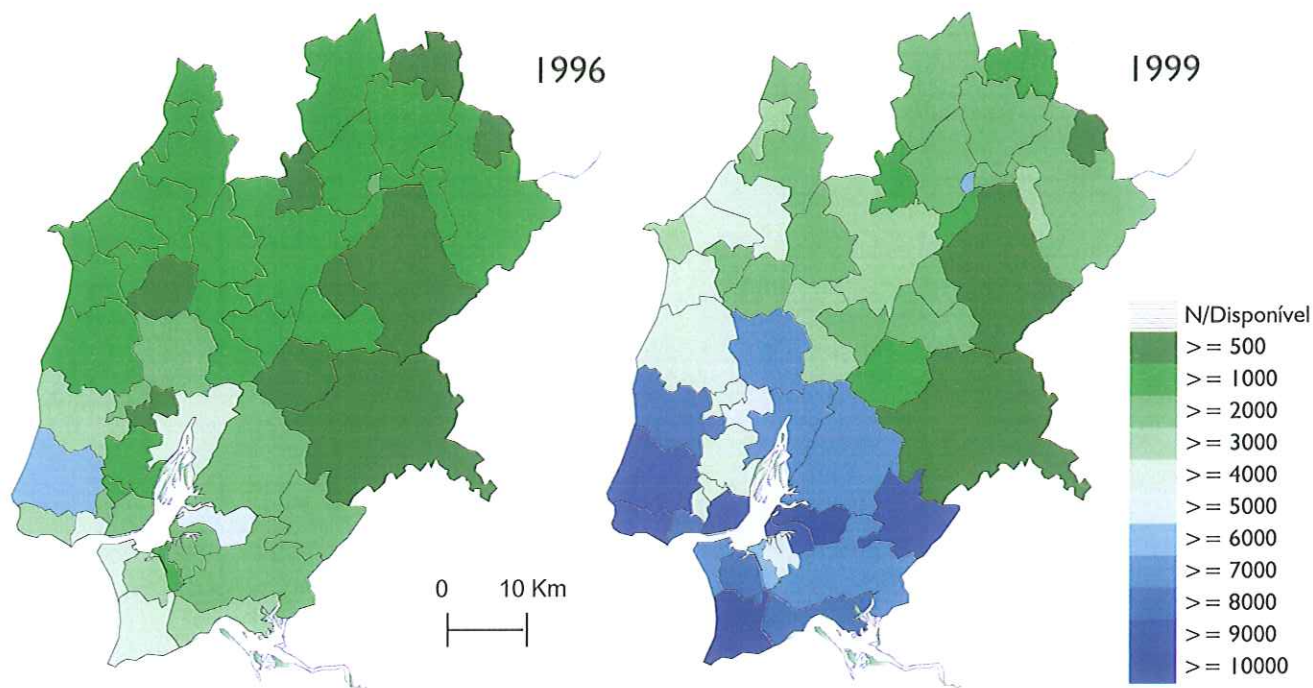 1996
1999
0 10 Km
N/Disponível
> = 500
> = 1000
> = 2000
> = 3000
> = 4000
> = 5000
> = 6000
> = 7000
> = 8000
> = 9000
> = 10000